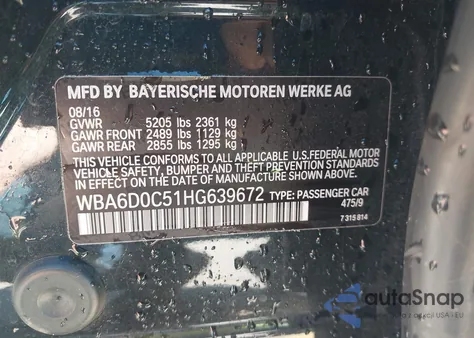 MFD BY BAYERISCHE MOTOREN WERKE AG
08/16
GVWR 5205 lbs 2361 kg
GAWR FRONT 2489 lbs 1129 kg
GAWR REAR 2855 lbs 1295 kg
THIS VEHICLE CONFORMS TO ALL APPLICABLE U.S.FEDERAL MOTOR
VEHICLE SAFETY, BUMPER AND THEFT PREVENTION STANDARDS
IN EFFECT ON THE DATE OF MANUFACTURE SHOWN ABOVE.
WBA6D0C51HG639672 TYPE: PASSENGER CAR
475/9
7 315 814
autoSnap